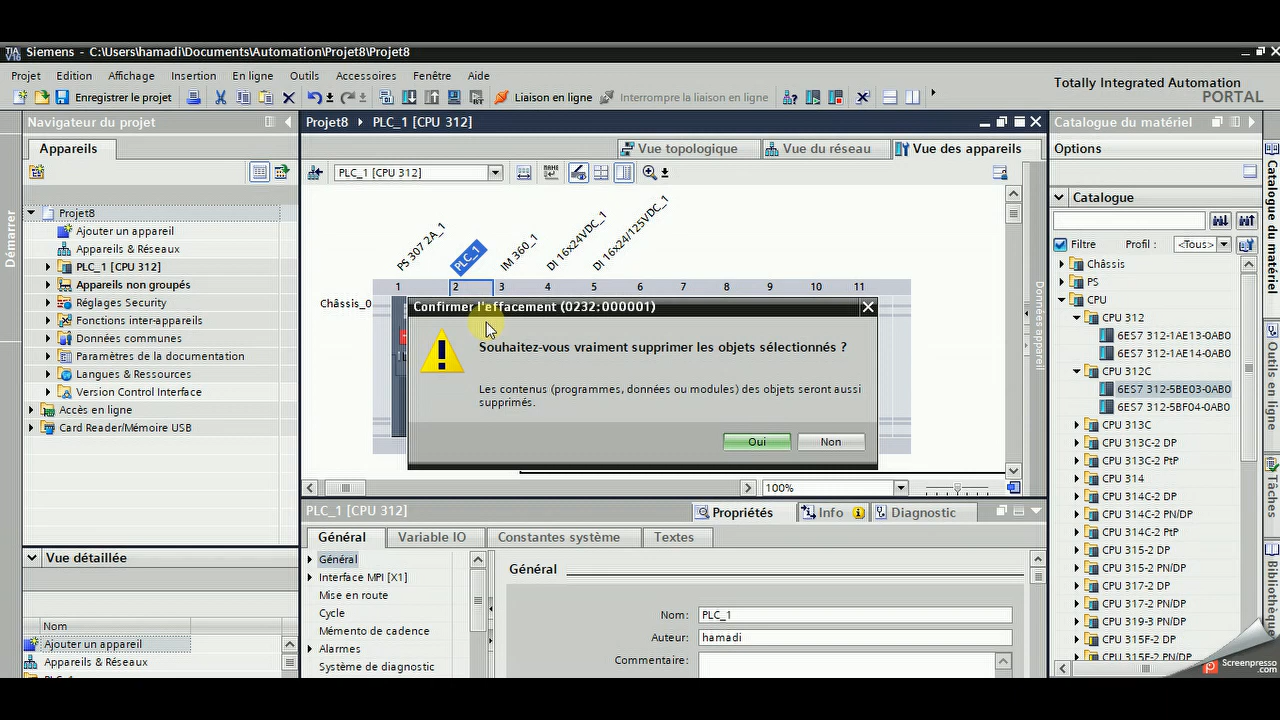 TIA V16 Siemens - C:\Users\hamadi\Documents\Automation\Projet8\Projet8
Projet Edition Affichage Insertion En ligne Outils Accessoires Fenêtre Aide
Enregistrer le projet Liaison en ligne Interrompre la liaison en ligne
Totally Integrated Automation
PORTAL
Démarrer
Navigateur du projet
Appareils
Projet8
Ajouter un appareil
Appareils & Réseaux
PLC_1 [CPU 312]
Appareils non groupés
Réglages Security
Fonctions inter-appareils
Données communes
Paramètres de la documentation
Langues & Ressources
Version Control Interface
Accès en ligne
Card Reader/Mémoire USB
Vue détaillée
Nom
Ajouter un appareil
Appareils & Réseaux
Projet8 PLC_1 [CPU 312]
Vue topologique Vue du réseau Vue des appareils
PLC_1 [CPU 312]
PS 307 2A_1
PLC_1
IM 360_1
DI 16x24VDC_1
DI 16x24/125VDC_1
1 2 3 4 5 6 7 8 9 10 11
Châssis_0
Données appareil
Confirmer l'effacement (0232:000001)
Souhaitez-vous vraiment supprimer les objets sélectionnés ?
Les contenus (programmes, données ou modules) des objets seront aussi
supprimés.
Oui Non
100%
PLC_1 [CPU 312]
Propriétés Info Diagnostic
Général Variable IO Constantes système Textes
Général
Interface MPI [X1]
Mise en route
Cycle
Mémento de cadence
Alarmes
Système de diagnostic
Général
Nom: PLC_1
Auteur: hamadi
Commentaire:
Catalogue du matériel
Options
Catalogue
Filtre Profil : <Tous>
Châssis
PS
CPU
CPU 312
6ES7 312-1AE13-0AB0
6ES7 312-1AE14-0AB0
CPU 312C
6ES7 312-5BE03-0AB0
6ES7 312-5BF04-0AB0
CPU 313C
CPU 313C-2 DP
CPU 313C-2 PtP
CPU 314
CPU 314C-2 DP
CPU 314C-2 PN/DP
CPU 314C-2 PtP
CPU 315-2 DP
CPU 315-2 PN/DP
CPU 317-2 DP
CPU 317-2 PN/DP
CPU 319-3 PN/DP
CPU 315F-2 DP
CPU 315F-2 PN/DP
Catalogue du matériel
Outils en ligne
Tâches
Bibliothèque
Screenpresso
.com